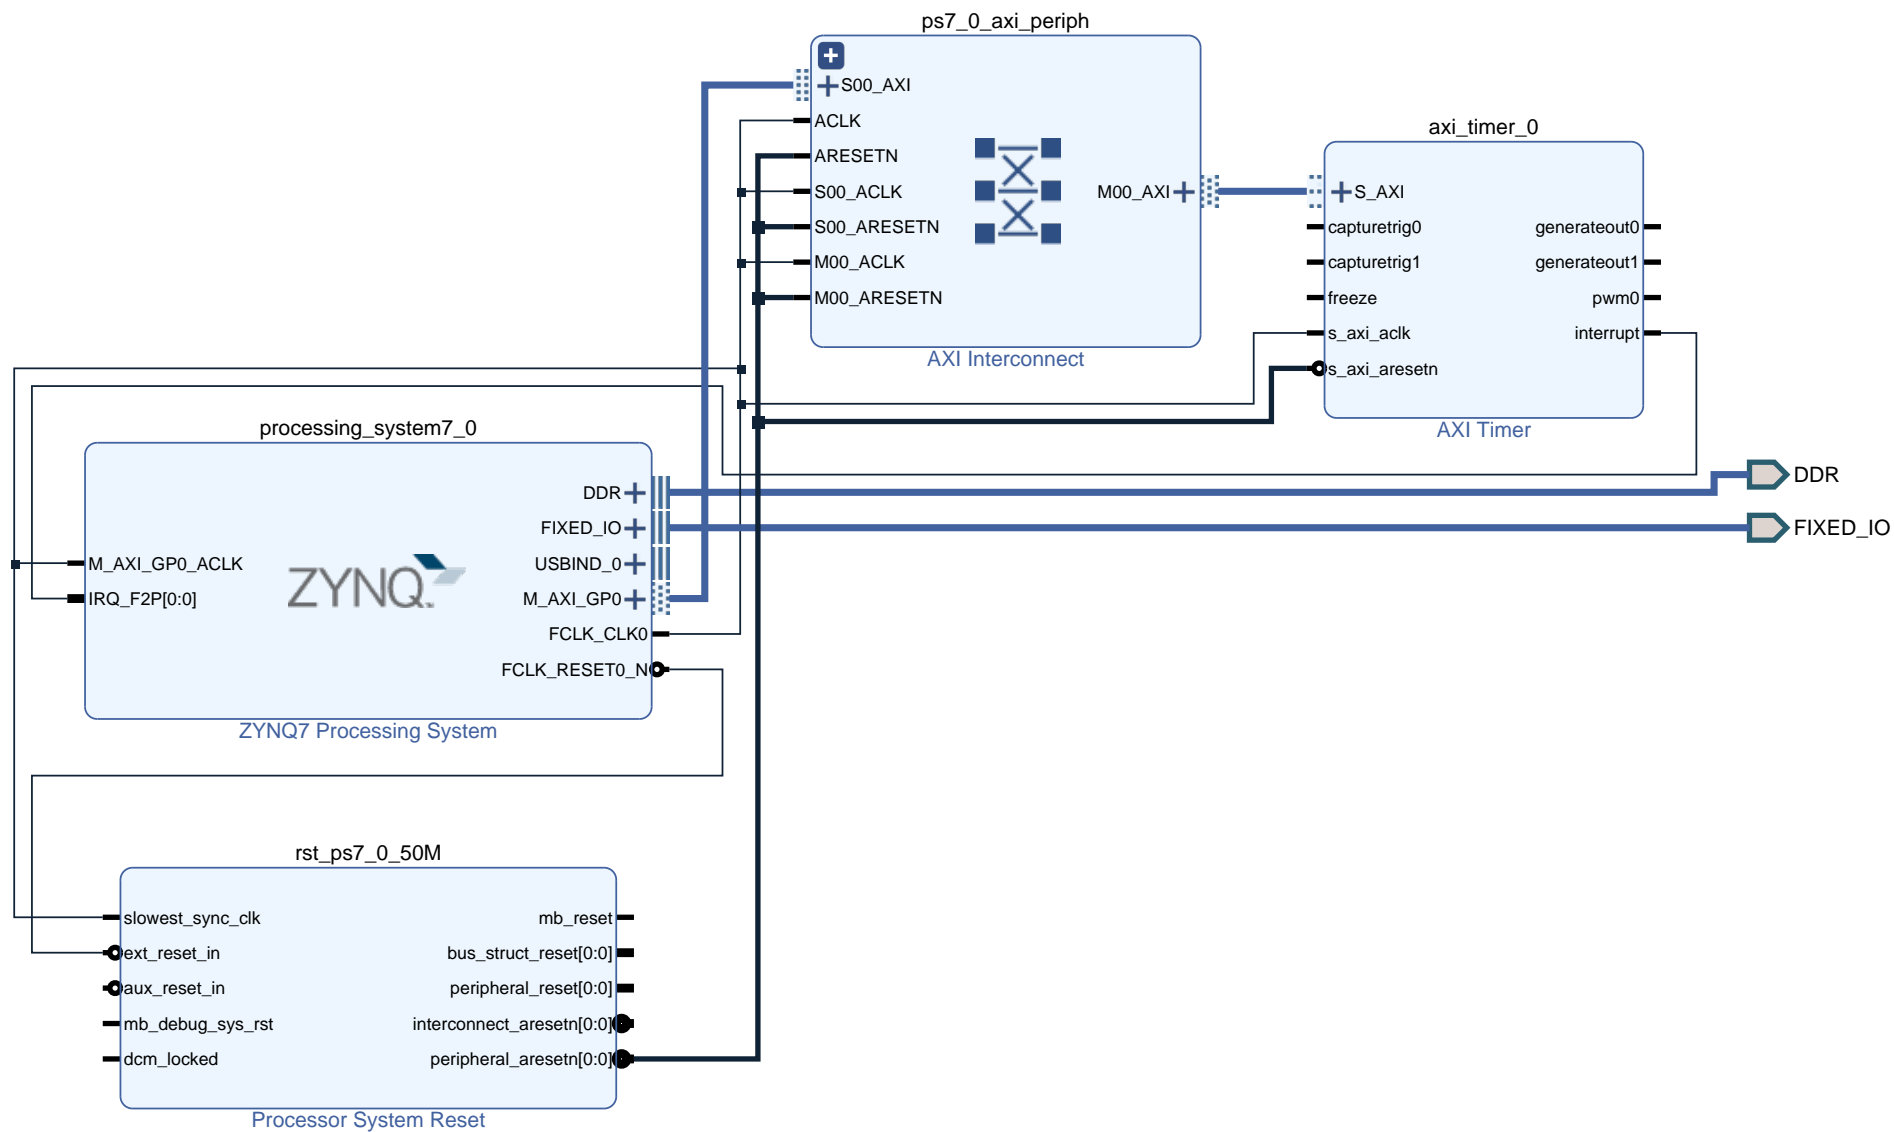 ps7_0_axi_periph
S00_AXI
ACLK
ARESETN
S00_ACLK
S00_ARESETN
M00_ACLK
M00_ARESETN
M00_AXI
AXI Interconnect
axi_timer_0
S_AXI
capturetrig0
capturetrig1
freeze
s_axi_aclk
s_axi_aresetn
generateout0
generateout1
pwm0
interrupt
AXI Timer
processing_system7_0
M_AXI_GP0_ACLK
IRQ_F2P[0:0]
ZYNQ
DDR
FIXED_IO
USBIND_0
M_AXI_GP0
FCLK_CLK0
FCLK_RESET0_N
ZYNQ7 Processing System
DDR
FIXED_IO
rst_ps7_0_50M
slowest_sync_clk
ext_reset_in
aux_reset_in
mb_debug_sys_rst
dcm_locked
mb_reset
bus_struct_reset[0:0]
peripheral_reset[0:0]
interconnect_aresetn[0:0]
peripheral_aresetn[0:0]
Processor System Reset